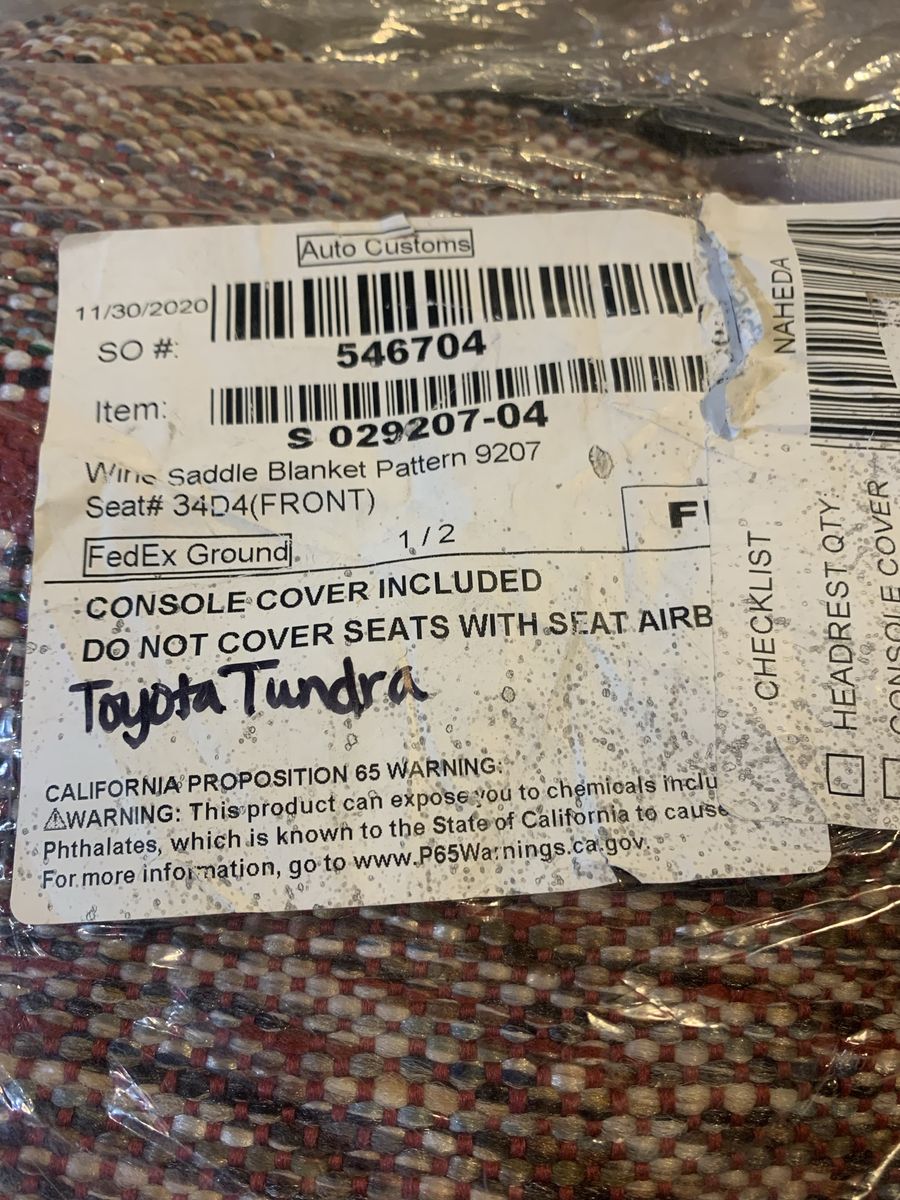 Auto Customs
11/30/2020
SO #:
546704
Item:
S 029207-04
Wine Saddle Blanket Pattern 9207
Seat# 34D4(FRONT)
FedEx Ground
1/2
CONSOLE COVER INCLUDED
DO NOT COVER SEATS WITH SEAT AIRB
Toyota Tundra
CALIFORNIA PROPOSITION 65 WARNING:
⚠WARNING: This product can expose you to chemicals inclu
Phthalates, which is known to the State of California to cause
For more information, go to www.P65Warnings.ca.gov.
NAHEDA
CHECKLIST
HEADREST QTY
CONSOLE COVER